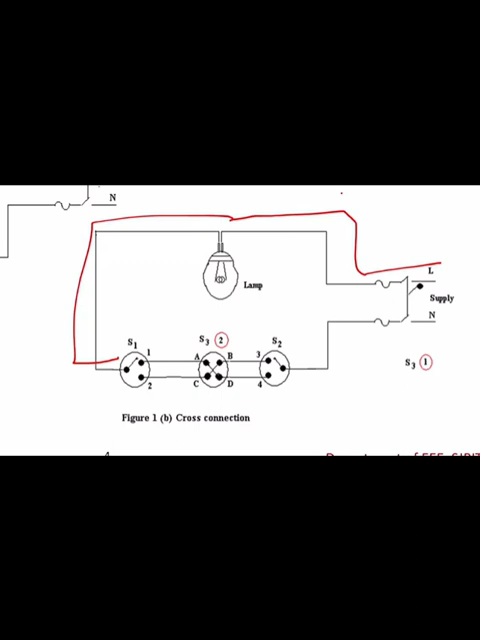 N
L
Lamp
Supply
N
S1 1 S3 2 S2
A B 3
S3 1
2 C D 4
Figure 1 (b) Cross connection